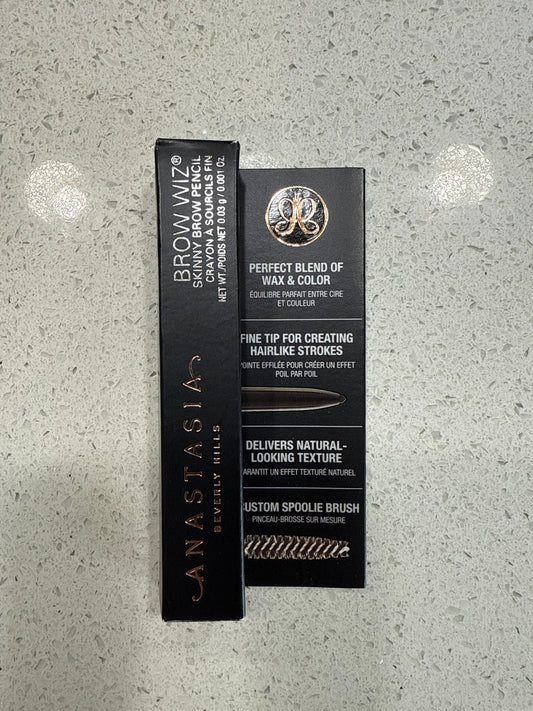 BROW WIZ®
SKINNY BROW PENCIL
CRAYON A SOURCILS FIN
NET WT./POIDS NET 0.03 g / 0.001 Oz.
ANASTASIA
BEVERLY HILLS
PERFECT BLEND OF
WAX & COLOR
ÉQUILIBRE PARFAIT ENTRE CIRE
ET COULEUR
FINE TIP FOR CREATING
HAIRLIKE STROKES
POINTE EFFILÉE POUR CRÉER UN EFFET
POIL PAR POIL
DELIVERS NATURAL-
LOOKING TEXTURE
GARANTIT UN EFFET TEXTURÉ NATUREL
CUSTOM SPOOLIE BRUSH
PINCEAU-BROSSE SUR MESURE